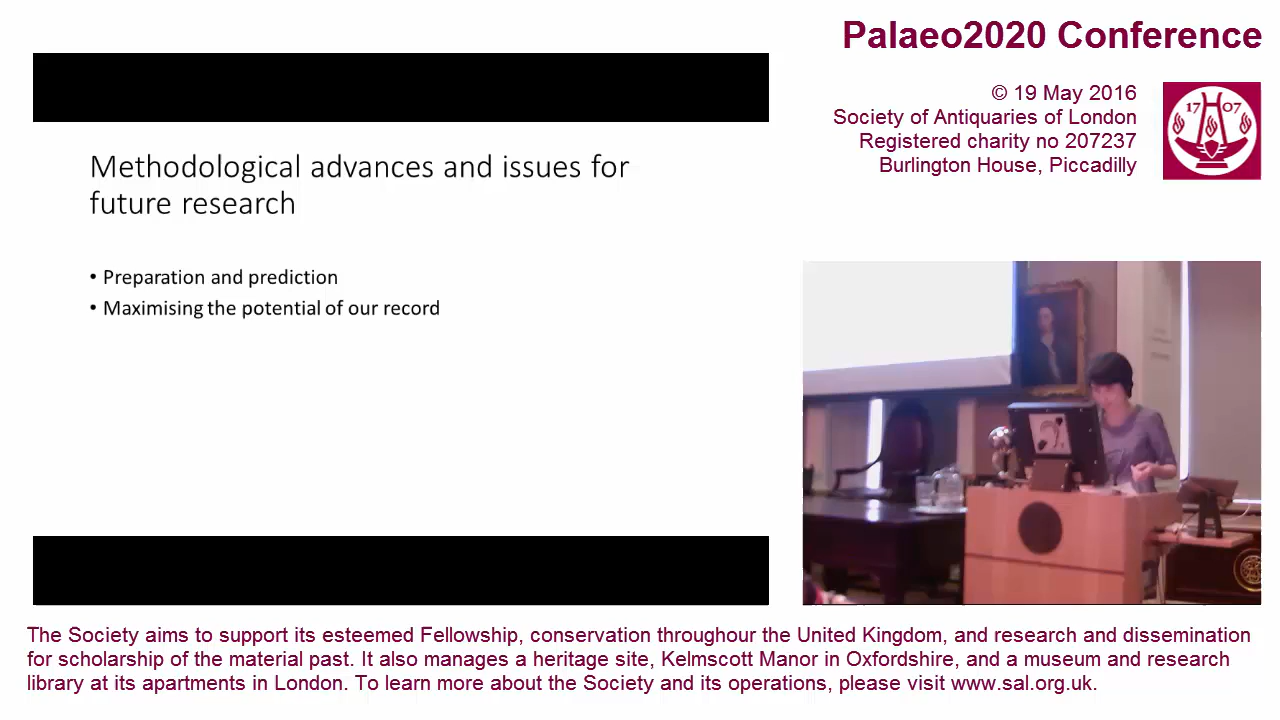 Palaeo2020 Conference
© 19 May 2016
Society of Antiquaries of London
Registered charity no 207237
Burlington House, Piccadilly
1707
Methodological advances and issues for
future research
• Preparation and prediction
• Maximising the potential of our record
The Society aims to support its esteemed Fellowship, conservation throughour the United Kingdom, and research and dissemination
for scholarship of the material past. It also manages a heritage site, Kelmscott Manor in Oxfordshire, and a museum and research
library at its apartments in London. To learn more about the Society and its operations, please visit www.sal.org.uk.